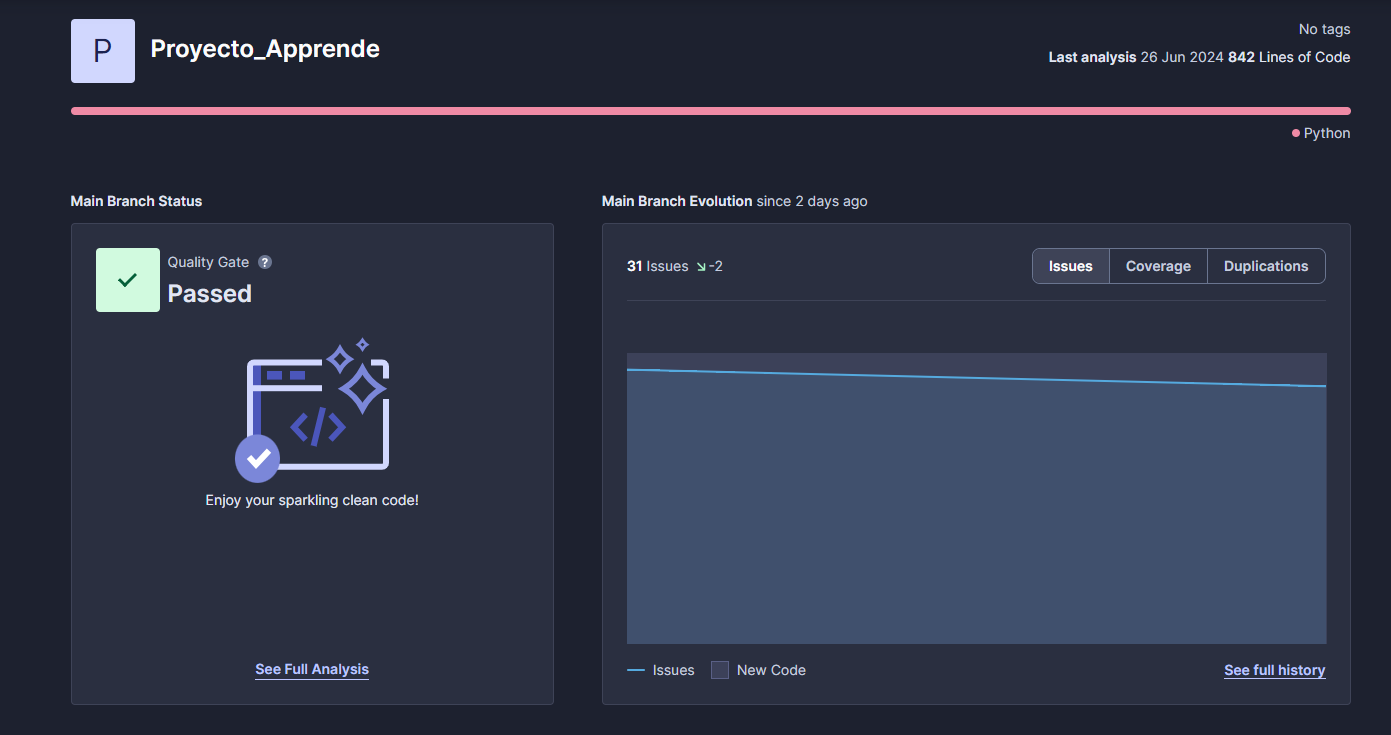 P
Proyecto_Apprende
No tags
Last analysis 26 Jun 2024 842 Lines of Code
Python
Main Branch Status
Quality Gate ?
Passed
</>
Enjoy your sparkling clean code!
See Full Analysis
Main Branch Evolution since 2 days ago
31 Issues -2
Issues Coverage Duplications
Issues New Code
See full history